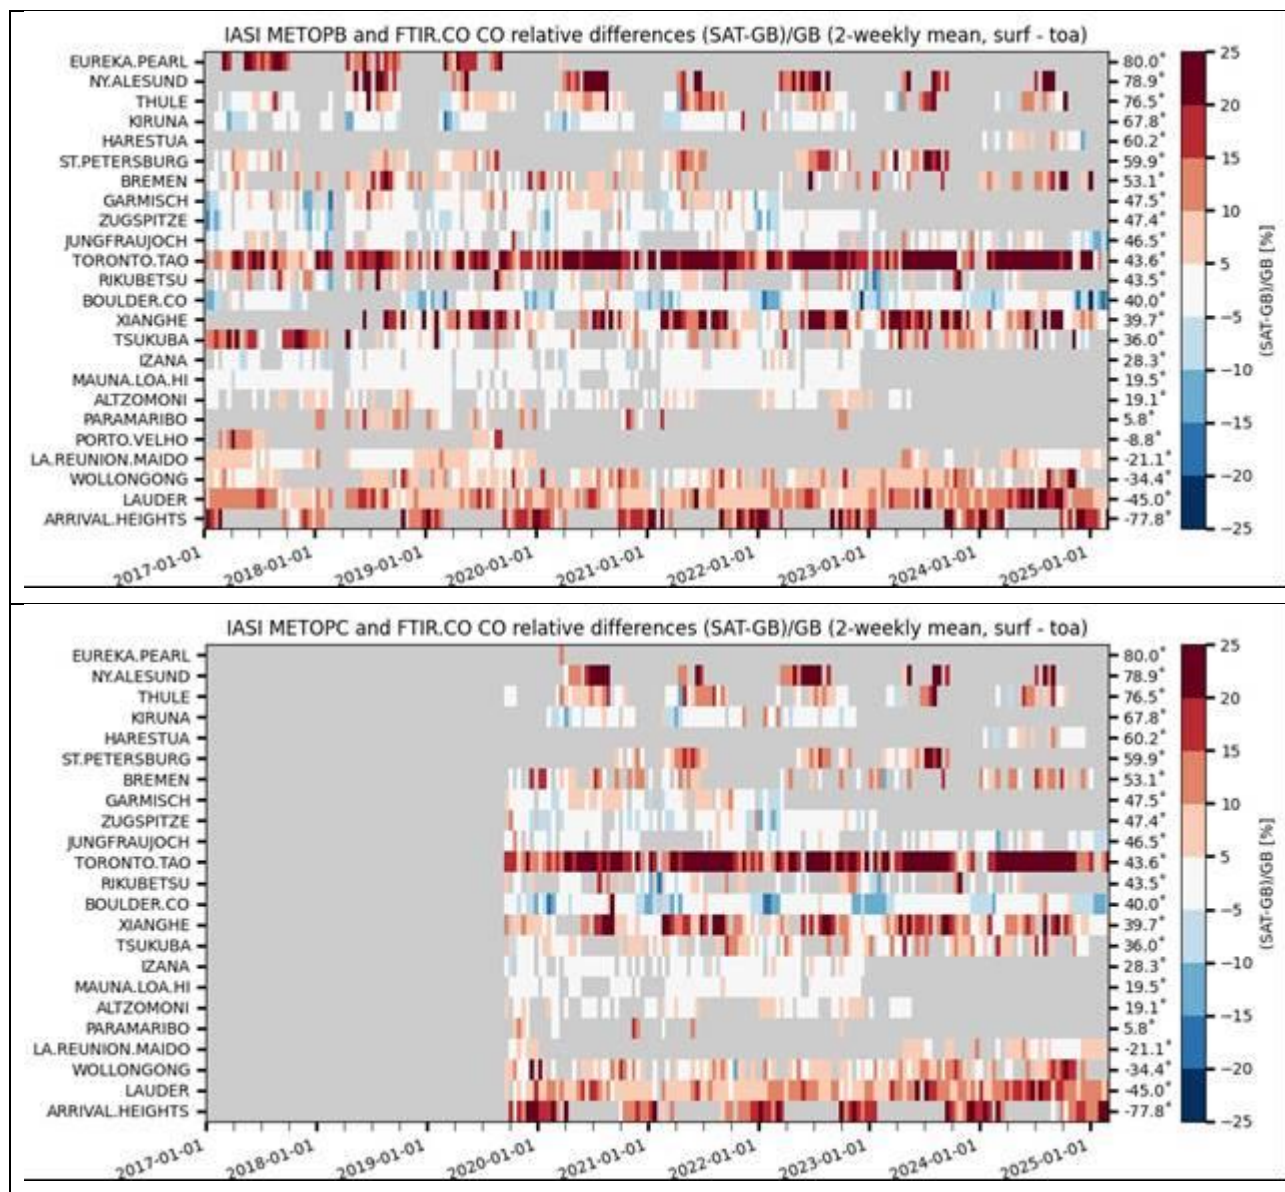 IASI METOPB and FTIR.CO CO relative differences (SAT-GB)/GB (2-weekly mean, surf - toa)
EUREKA.PEARL 80.0°
NY.ALESUND 78.9°
THULE 76.5°
KIRUNA 67.8°
HARESTUA 60.2°
ST.PETERSBURG 59.9°
BREMEN 53.1°
GARMISCH 47.5°
ZUGSPITZE 47.4°
JUNGFRAUJOCH 46.5°
TORONTO.TAO 43.6°
RIKUBETSU 43.5°
BOULDER.CO 40.0°
XIANGHE 39.7°
TSUKUBA 36.0°
IZANA 28.3°
MAUNA.LOA.HI 19.5°
ALTZOMONI 19.1°
PARAMARIBO 5.8°
PORTO.VELHO -8.8°
LA.REUNION.MAIDO -21.1°
WOLLONGONG -34.4°
LAUDER -45.0°
ARRIVAL.HEIGHTS -77.8°
2017-01-01 2018-01-01 2019-01-01 2020-01-01 2021-01-01 2022-01-01 2023-01-01 2024-01-01 2025-01-01
25
20
15
10
5
−5
−10
−15
−20
−25
(SAT-GB)/GB [%]
IASI METOPC and FTIR.CO CO relative differences (SAT-GB)/GB (2-weekly mean, surf - toa)
EUREKA.PEARL 80.0°
NY.ALESUND 78.9°
THULE 76.5°
KIRUNA 67.8°
HARESTUA 60.2°
ST.PETERSBURG 59.9°
BREMEN 53.1°
GARMISCH 47.5°
ZUGSPITZE 47.4°
JUNGFRAUJOCH 46.5°
TORONTO.TAO 43.6°
RIKUBETSU 43.5°
BOULDER.CO 40.0°
XIANGHE 39.7°
TSUKUBA 36.0°
IZANA 28.3°
MAUNA.LOA.HI 19.5°
ALTZOMONI 19.1°
PARAMARIBO 5.8°
LA.REUNION.MAIDO -21.1°
WOLLONGONG -34.4°
LAUDER -45.0°
ARRIVAL.HEIGHTS -77.8°
2017-01-01 2018-01-01 2019-01-01 2020-01-01 2021-01-01 2022-01-01 2023-01-01 2024-01-01 2025-01-01
25
20
15
10
5
−5
−10
−15
−20
−25
(SAT-GB)/GB [%]